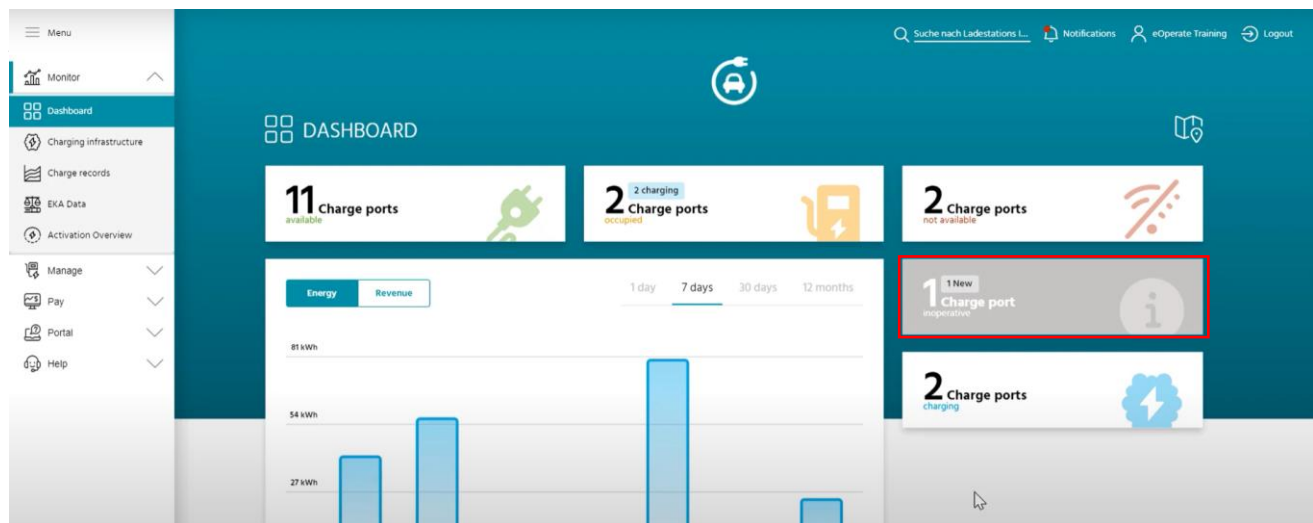 Menu
Suche nach Ladestations I...
Notifications
eOperate Training
Logout
Monitor
Dashboard
Charging infrastructure
Charge records
EKA Data
Activation Overview
Manage
Pay
Portal
Help
DASHBOARD
11 Charge ports
available
2 charging
2 Charge ports
occupied
2 Charge ports
not available
Energy
Revenue
1 day
7 days
30 days
12 months
81 kWh
54 kWh
27 kWh
1 New
1 Charge port
inoperative
2 Charge ports
charging